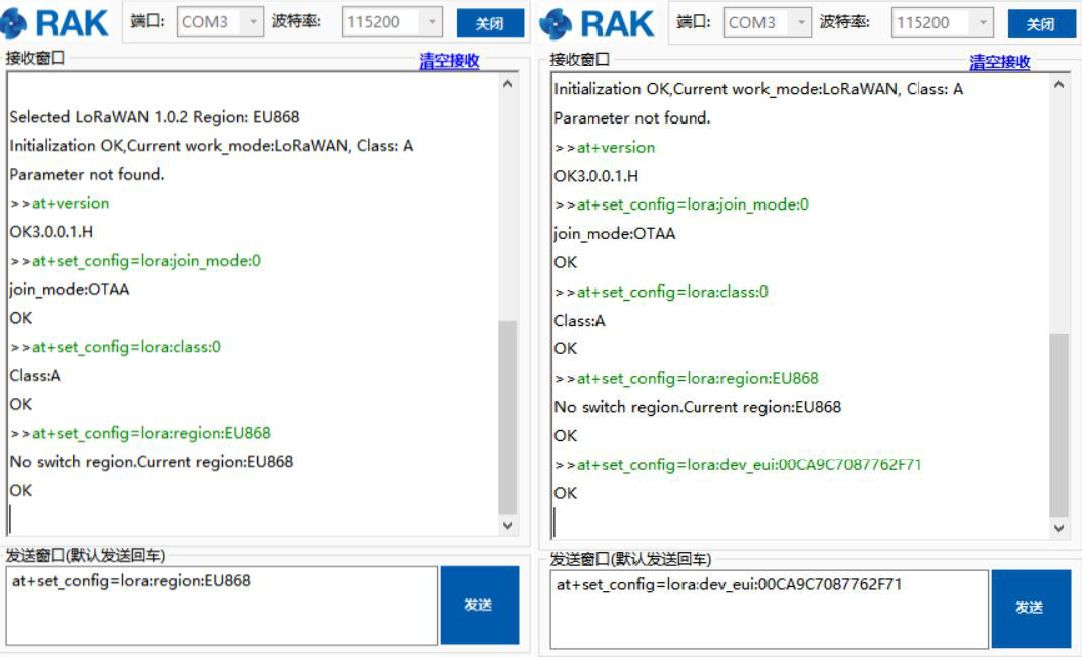 RAK 端口: COM3 波特率: 115200 关闭
接收窗口 清空接收
Selected LoRaWAN 1.0.2 Region: EU868
Initialization OK,Current work_mode:LoRaWAN, Class: A
Parameter not found.
>>at+version
OK3.0.0.1.H
>>at+set_config=lora:join_mode:0
join_mode:OTAA
OK
>>at+set_config=lora:class:0
Class:A
OK
>>at+set_config=lora:region:EU868
No switch region.Current region:EU868
OK
发送窗口(默认发送回车)
at+set_config=lora:region:EU868
发送
RAK 端口: COM3 波特率: 115200 关闭
接收窗口 清空接收
Initialization OK,Current work_mode:LoRaWAN, Class: A
Parameter not found.
>>at+version
OK3.0.0.1.H
>>at+set_config=lora:join_mode:0
join_mode:OTAA
OK
>>at+set_config=lora:class:0
Class:A
OK
>>at+set_config=lora:region:EU868
No switch region.Current region:EU868
OK
>>at+set_config=lora:dev_eui:00CA9C7087762F71
OK
发送窗口(默认发送回车)
at+set_config=lora:dev_eui:00CA9C7087762F71
发送